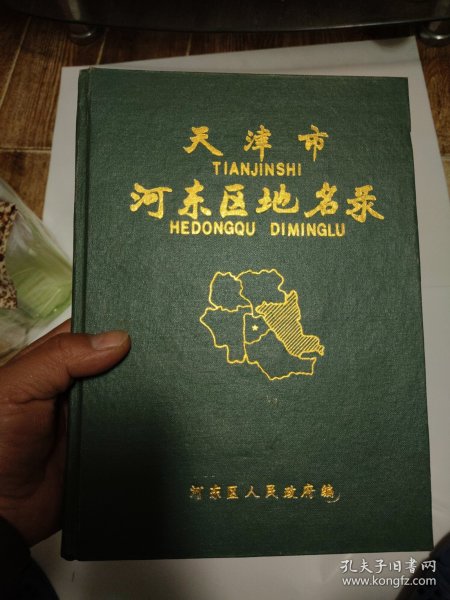 天津市
TIANJINSHI
河东区地名录
HEDONGQU DIMINGLU
河东区人民政府编
孔夫子旧书网
www.kongfz.com